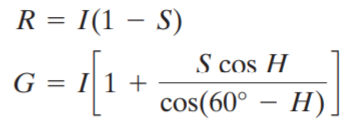 R = I(1 − S)
G = I[1 + S cos H / cos(60° − H)]